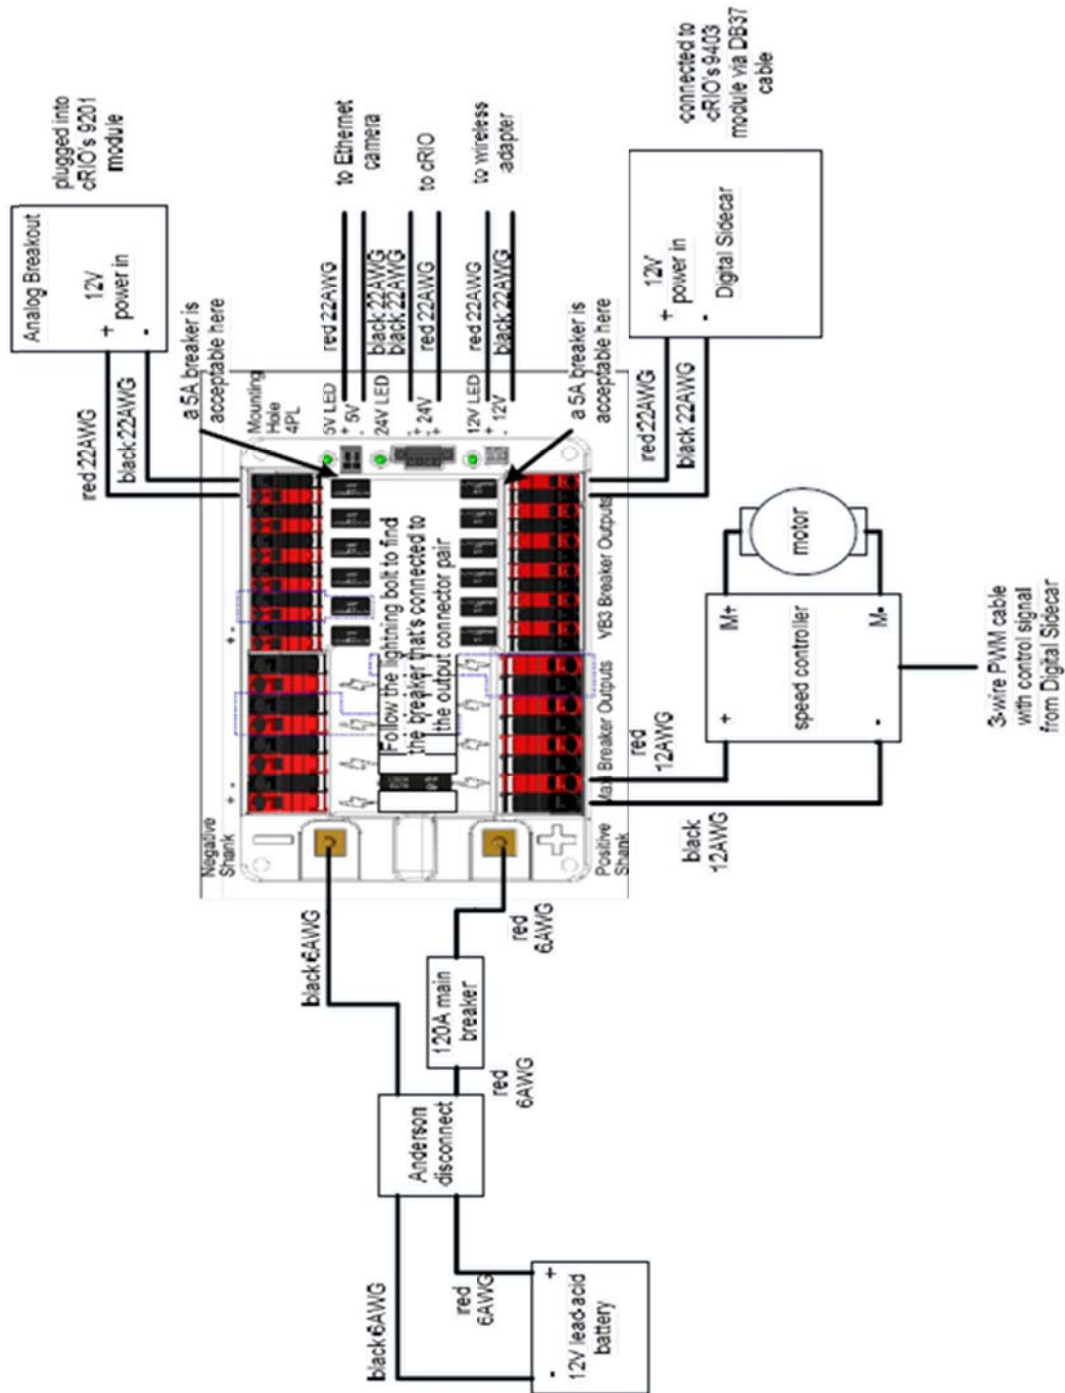 plugged into
cRIO's 9201
module
Analog Breakout
12V
power in
+
-
red 22AWG
black 22AWG
a 5A breaker is
acceptable here
Mounting
Hole
4PL
5V LED
+ 5V
-
24V LED
- 24V
+
12V LED
+ 12V
-
red 22AWG
black 22AWG
to Ethernet
camera
black 22AWG
red 22AWG
to cRIO
red 22AWG
black 22AWG
to wireless
adapter
a 5A breaker is
acceptable here
connected to
cRIO's 9403
module via DB37
cable
12V
power in
Digital Sidecar
+
-
red 22AWG
black 22AWG
+ -
+ -
Follow the lightning bolt to find
the breaker that's connected to
the output connector pair
VB3 Breaker Outputs
Maxi Breaker Outputs
Negative
Shank
Positive
Shank
black 6AWG
red
6AWG
120A main
breaker
red
6AWG
Anderson
disconnect
black 6AWG
red
6AWG
- +
12V lead-acid
battery
red
12AWG
black
12AWG
+ M+
speed controller
- M-
motor
3-wire PWM cable
with control signal
from Digital Sidecar